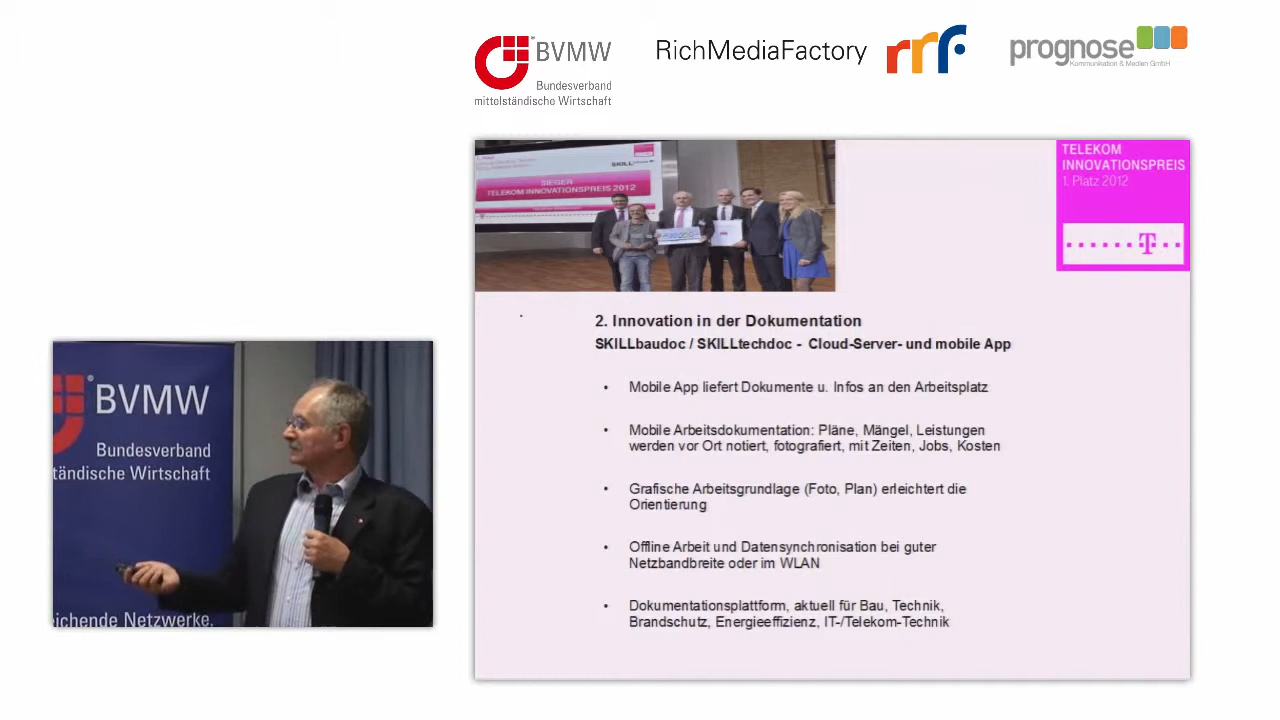 BVMW
Bundesverband
mittelständische Wirtschaft
RichMediaFactory
rrf
prognose
Kommunikation & Medien GmbH
SIEGER
TELEKOM INNOVATIONSPREIS 2012
TELEKOM
INNOVATIONSPREIS
1. Platz 2012
T
2. Innovation in der Dokumentation
SKILLbaudoc / SKILLtechdoc - Cloud-Server- und mobile App
• Mobile App liefert Dokumente u. Infos an den Arbeitsplatz
• Mobile Arbeitsdokumentation: Pläne, Mängel, Leistungen
werden vor Ort notiert, fotografiert, mit Zeiten, Jobs, Kosten
• Grafische Arbeitsgrundlage (Foto, Plan) erleichtert die
Orientierung
• Offline Arbeit und Datensynchronisation bei guter
Netzbandbreite oder im WLAN
• Dokumentationsplattform, aktuell für Bau, Technik,
Brandschutz, Energieeffizienz, IT-/Telekom-Technik
BVMW
Bundesverband
ständische Wirtschaft
eichende Netzwerke.